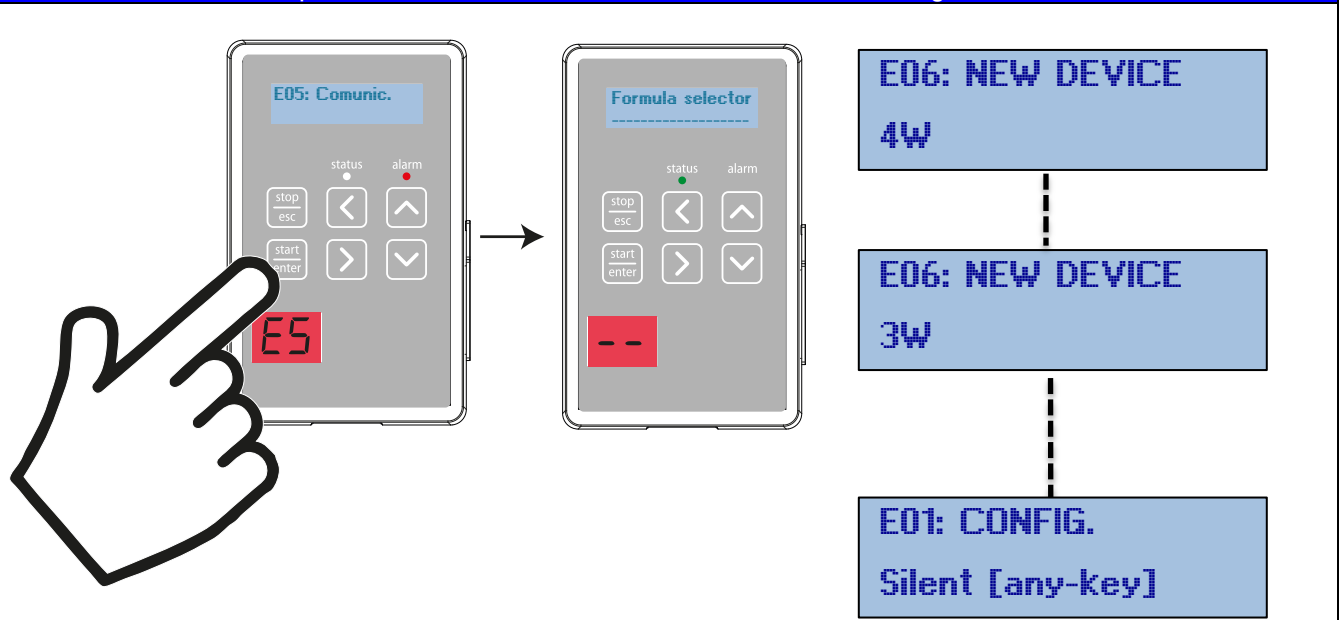 E05: Comunic.
status alarm
stop
esc
start
enter
E5
Formula selector
-------------------
status alarm
stop
esc
start
enter
--
E06: NEW DEVICE
4W
E06: NEW DEVICE
3W
E01: CONFIG.
Silent [any-key]